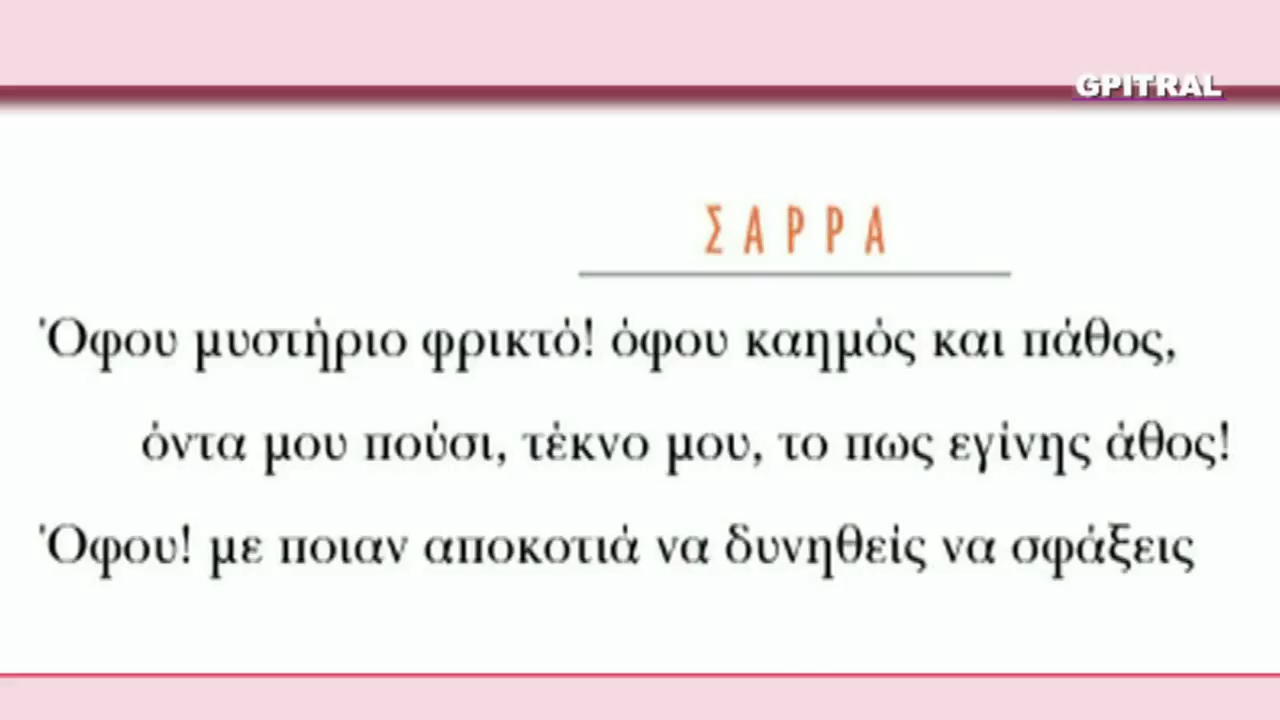 GPITRAL
ΣΑΡΡΑ
Όφου μυστήριο φρικτό! όφου καημός και πάθος,
όντα μου πούσι, τέκνο μου, το πως εγίνης άθος!
Όφου! με ποιαν αποκοτιά να δυνηθείς να σφάξεις